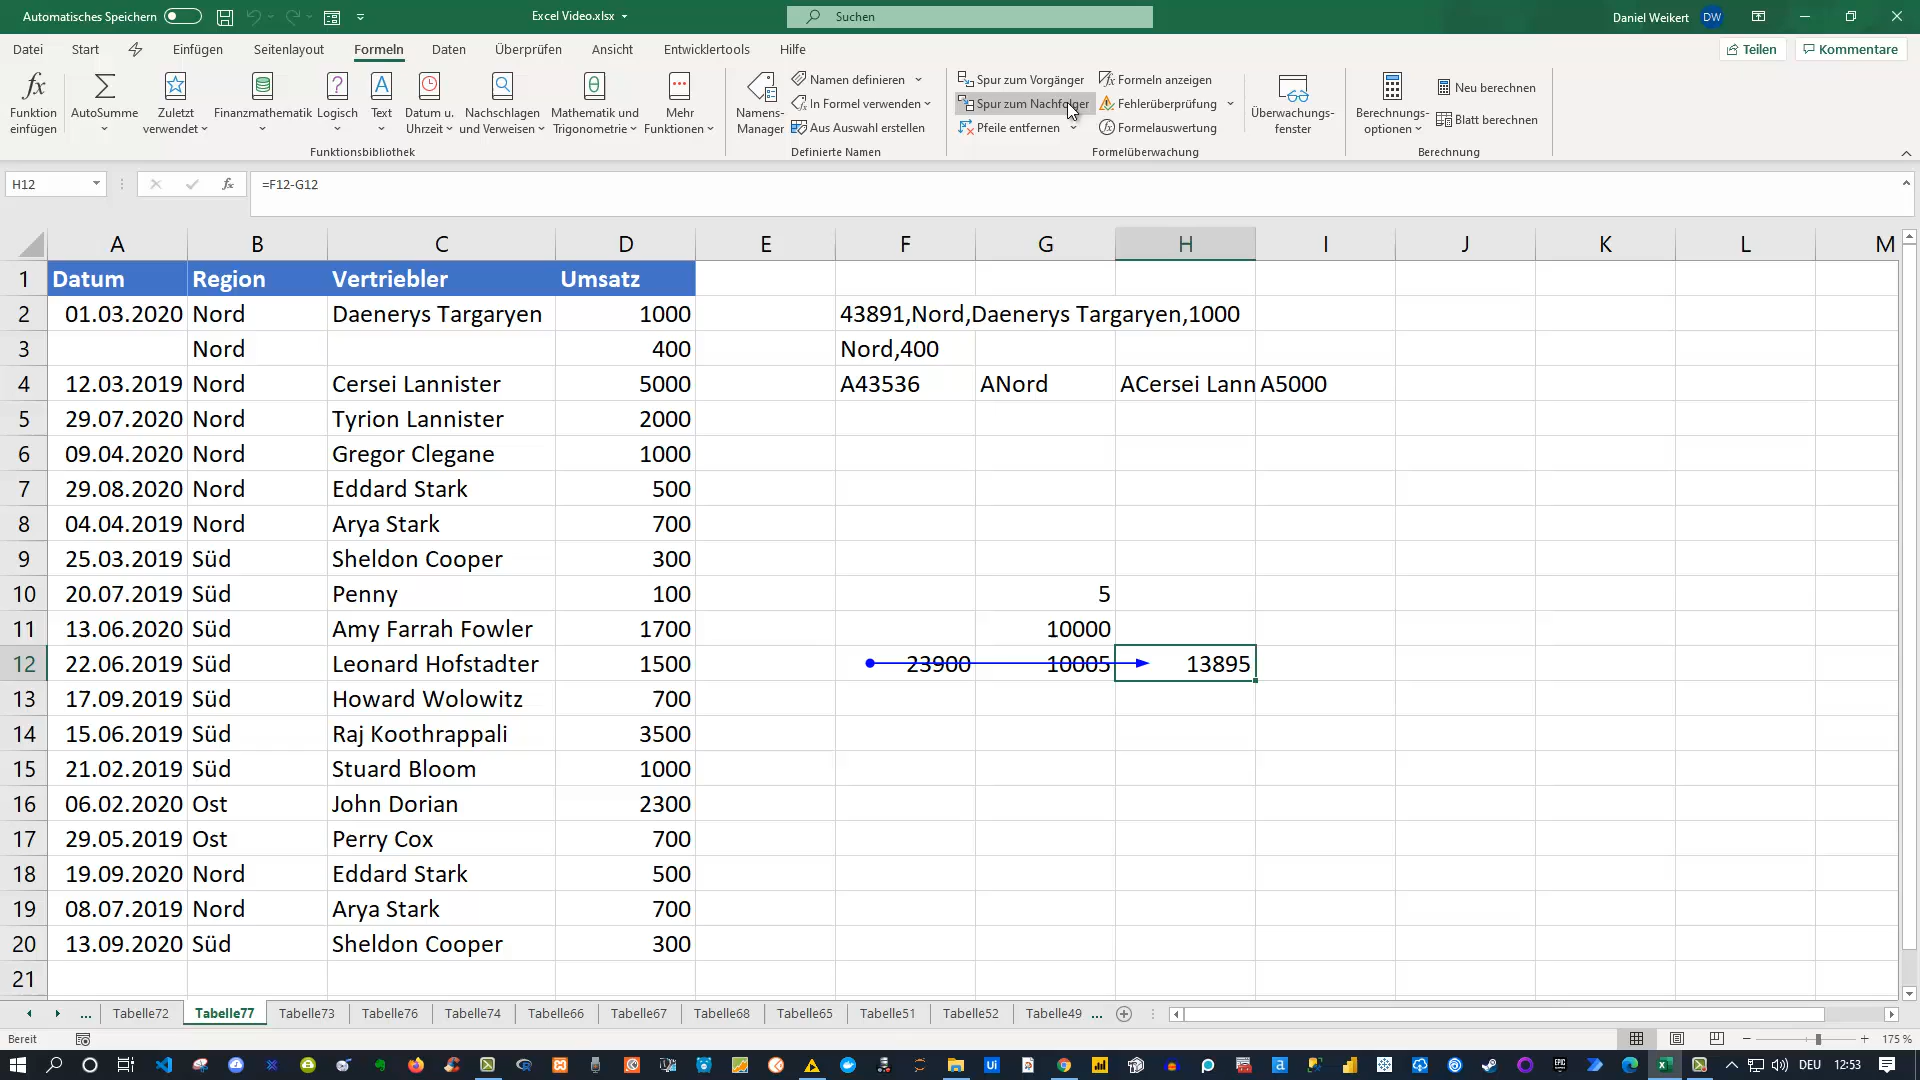 Automatisches Speichern
Excel Video.xlsx
Suchen
Daniel Weikert DW
Datei Start Einfügen Seitenlayout Formeln Daten Überprüfen Ansicht Entwicklertools Hilfe Teilen Kommentare
Funktion einfügen
AutoSumme
Zuletzt verwendet
Finanzmathematik
Logisch
Text
Datum u. Uhrzeit
Nachschlagen und Verweisen
Mathematik und Trigonometrie
Mehr Funktionen
Funktionsbibliothek
Namens-Manager
Namen definieren
In Formel verwenden
Aus Auswahl erstellen
Definierte Namen
Spur zum Vorgänger
Spur zum Nachfolger
Pfeile entfernen
Formeln anzeigen
Fehlerüberprüfung
Formelauswertung
Formelüberwachung
Überwachungs-fenster
Berechnungs-optionen
Neu berechnen
Blatt berechnen
Berechnung
H12 fx =F12-G12
A B C D E F G H I J K L M
1 Datum Region Vertriebler Umsatz
2 01.03.2020 Nord Daenerys Targaryen 1000 43891,Nord,Daenerys Targaryen,1000
3 Nord 400 Nord,400
4 12.03.2019 Nord Cersei Lannister 5000 A43536 ANord ACersei Lann A5000
5 29.07.2020 Nord Tyrion Lannister 2000
6 09.04.2020 Nord Gregor Clegane 1000
7 29.08.2020 Nord Eddard Stark 500
8 04.04.2019 Nord Arya Stark 700
9 25.03.2019 Süd Sheldon Cooper 300
10 20.07.2019 Süd Penny 100 5
11 13.06.2020 Süd Amy Farrah Fowler 1700 10000
12 22.06.2019 Süd Leonard Hofstadter 1500 23900 10005 13895
13 17.09.2019 Süd Howard Wolowitz 700
14 15.06.2019 Süd Raj Koothrappali 3500
15 21.02.2019 Süd Stuard Bloom 1000
16 06.02.2020 Ost John Dorian 2300
17 29.05.2019 Ost Perry Cox 700
18 19.09.2020 Nord Eddard Stark 500
19 08.07.2019 Nord Arya Stark 700
20 13.09.2020 Süd Sheldon Cooper 300
21
... Tabelle72 Tabelle77 Tabelle73 Tabelle76 Tabelle74 Tabelle66 Tabelle67 Tabelle68 Tabelle65 Tabelle51 Tabelle52 Tabelle49 ...
Bereit 175 %
DEU 12:53